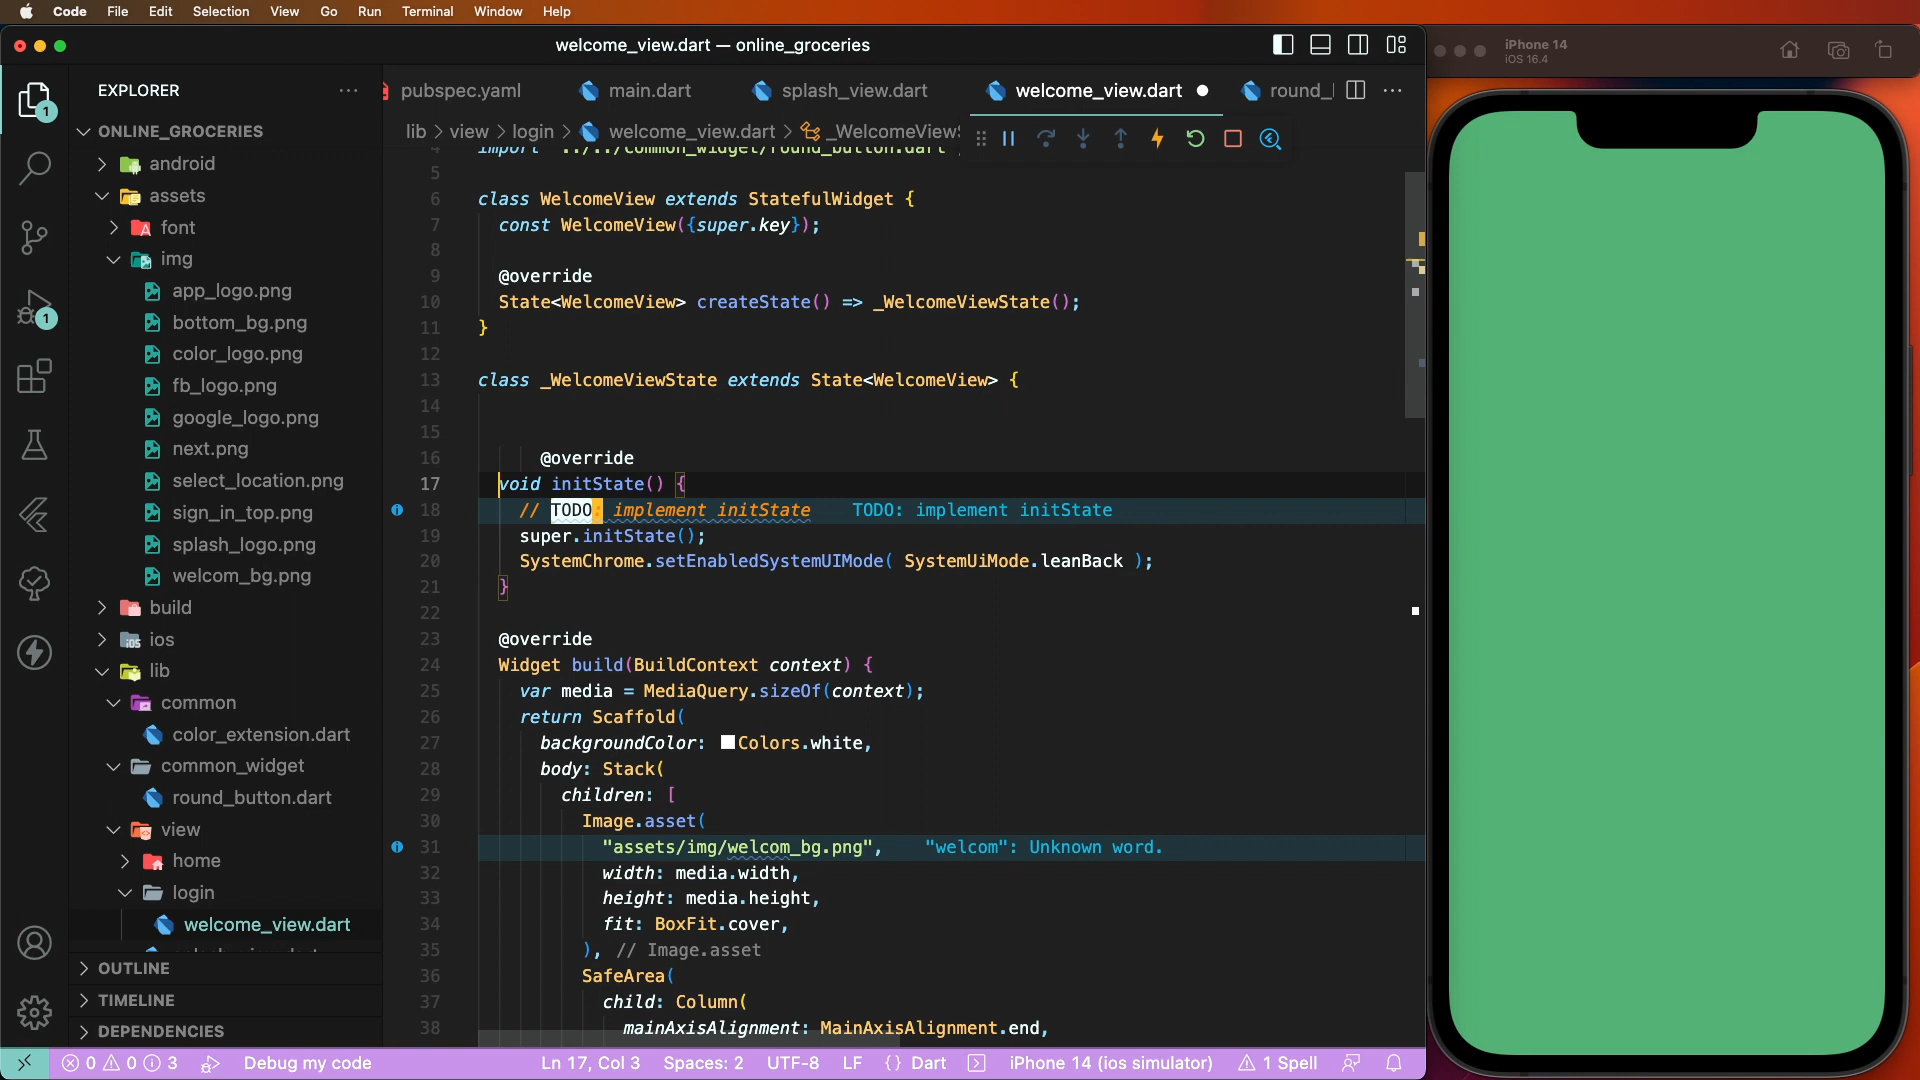 Code File Edit Selection View Go Run Terminal Window Help
welcome_view.dart — online_groceries
iPhone 14
iOS 16.4
EXPLORER
pubspec.yaml main.dart splash_view.dart welcome_view.dart round_
ONLINE_GROCERIES
lib > view > login > welcome_view.dart > _WelcomeViewS
android
assets
font
img
app_logo.png
bottom_bg.png
color_logo.png
fb_logo.png
google_logo.png
next.png
select_location.png
sign_in_top.png
splash_logo.png
welcom_bg.png
build
ios
lib
common
color_extension.dart
common_widget
round_button.dart
view
home
login
welcome_view.dart
OUTLINE
TIMELINE
DEPENDENCIES
4 import '../../common_widget/round_button.dart';
5
6 class WelcomeView extends StatefulWidget {
7 const WelcomeView({super.key});
8
9 @override
10 State<WelcomeView> createState() => _WelcomeViewState();
11 }
12
13 class _WelcomeViewState extends State<WelcomeView> {
14
15
16 @override
17 void initState() {
18 // TODO: implement initState TODO: implement initState
19 super.initState();
20 SystemChrome.setEnabledSystemUIMode( SystemUiMode.leanBack );
21 }
22
23 @override
24 Widget build(BuildContext context) {
25 var media = MediaQuery.sizeOf(context);
26 return Scaffold(
27 backgroundColor: Colors.white,
28 body: Stack(
29 children: [
30 Image.asset(
31 "assets/img/welcom_bg.png", "welcom": Unknown word.
32 width: media.width,
33 height: media.height,
34 fit: BoxFit.cover,
35 ), // Image.asset
36 SafeArea(
37 child: Column(
38 mainAxisAlignment: MainAxisAlignment.end,
0 0 3 Debug my code Ln 17, Col 3 Spaces: 2 UTF-8 LF {} Dart iPhone 14 (ios simulator) 1 Spell
1
1